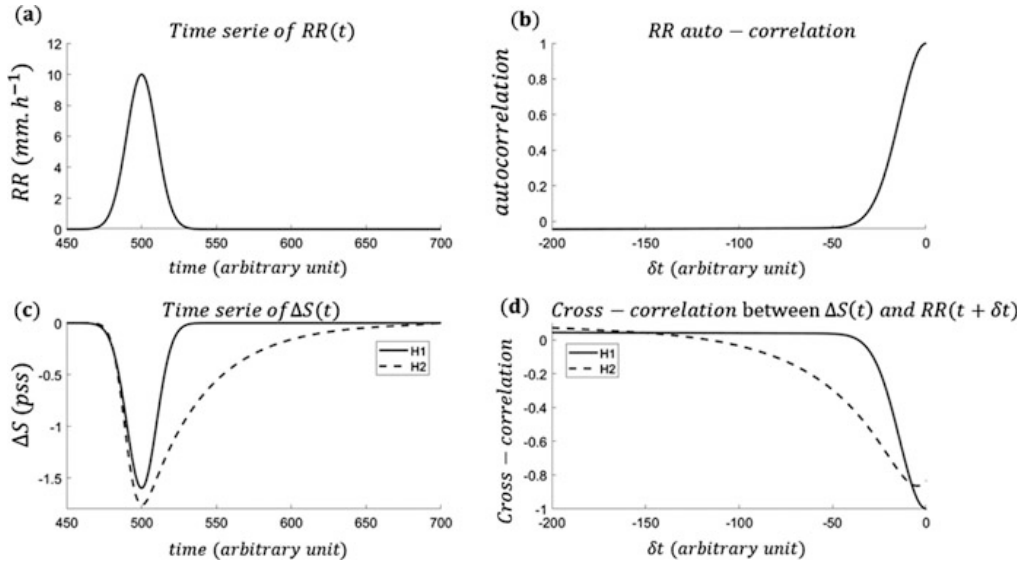 (a)
Time serie of RR(t)
12
10
8
6
4
2
0
RR (mm. h⁻¹)
450 500 550 600 650 700
time (arbitrary unit)
(b)
RR auto − correlation
1
0.8
0.6
0.4
0.2
0
autocorrelation
-200 -150 -100 -50 0
δt (arbitrary unit)
(c)
Time serie of ΔS(t)
0
-0.5
-1
-1.5
ΔS (pss)
H1
H2
450 500 550 600 650 700
time (arbitrary unit)
(d)
Cross − correlation between ΔS(t) and RR(t + δt)
0
-0.2
-0.4
-0.6
-0.8
-1
Cross − correlation
H1
H2
-200 -150 -100 -50 0
δt (arbitrary unit)